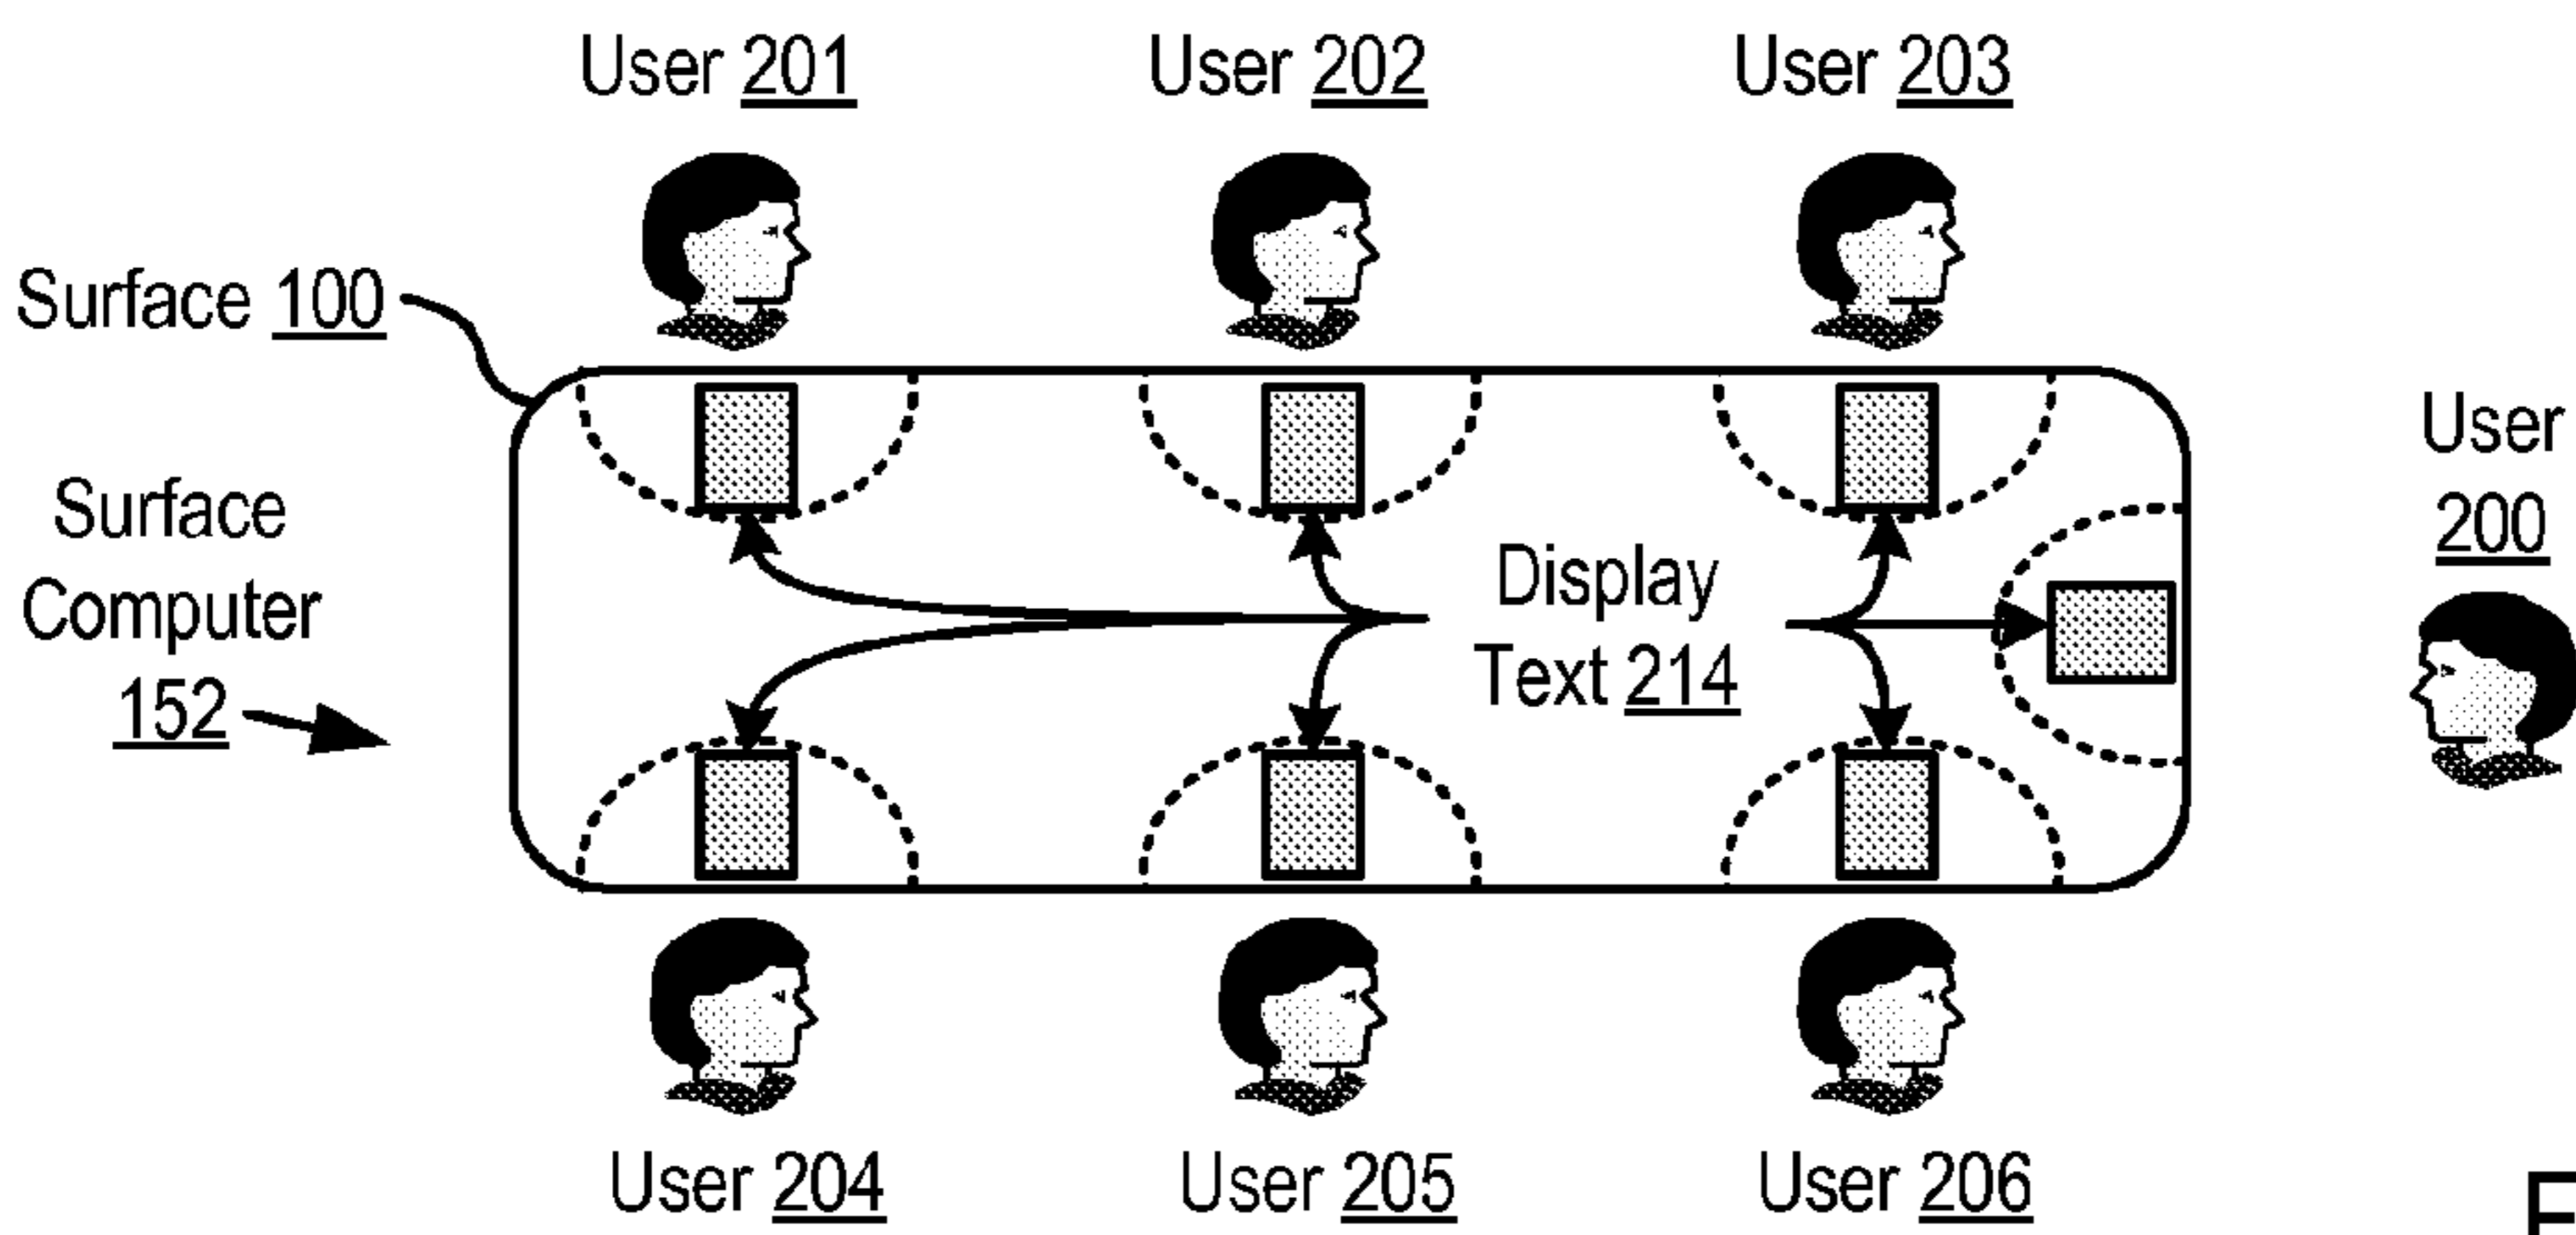 User 201
User 202
User 203
Surface 100
User
200
Surface
Computer
152
Display
Text 214
User 204
User 205
User 206